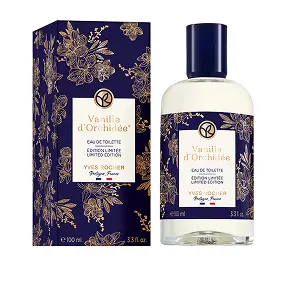 Vanille
d'Orchidée*
EAU DE TOILETTE
ÉDITION LIMITÉE
LIMITED EDITION
YVES ROCHER
Bretagne, France
℮100 ml 3.3 fl.oz.
Vanille
d'Orchidée*
EAU DE TOILETTE
ÉDITION LIMITÉE
LIMITED EDITION
YVES ROCHER
Bretagne, France
℮100 ml 3.3 fl.oz.